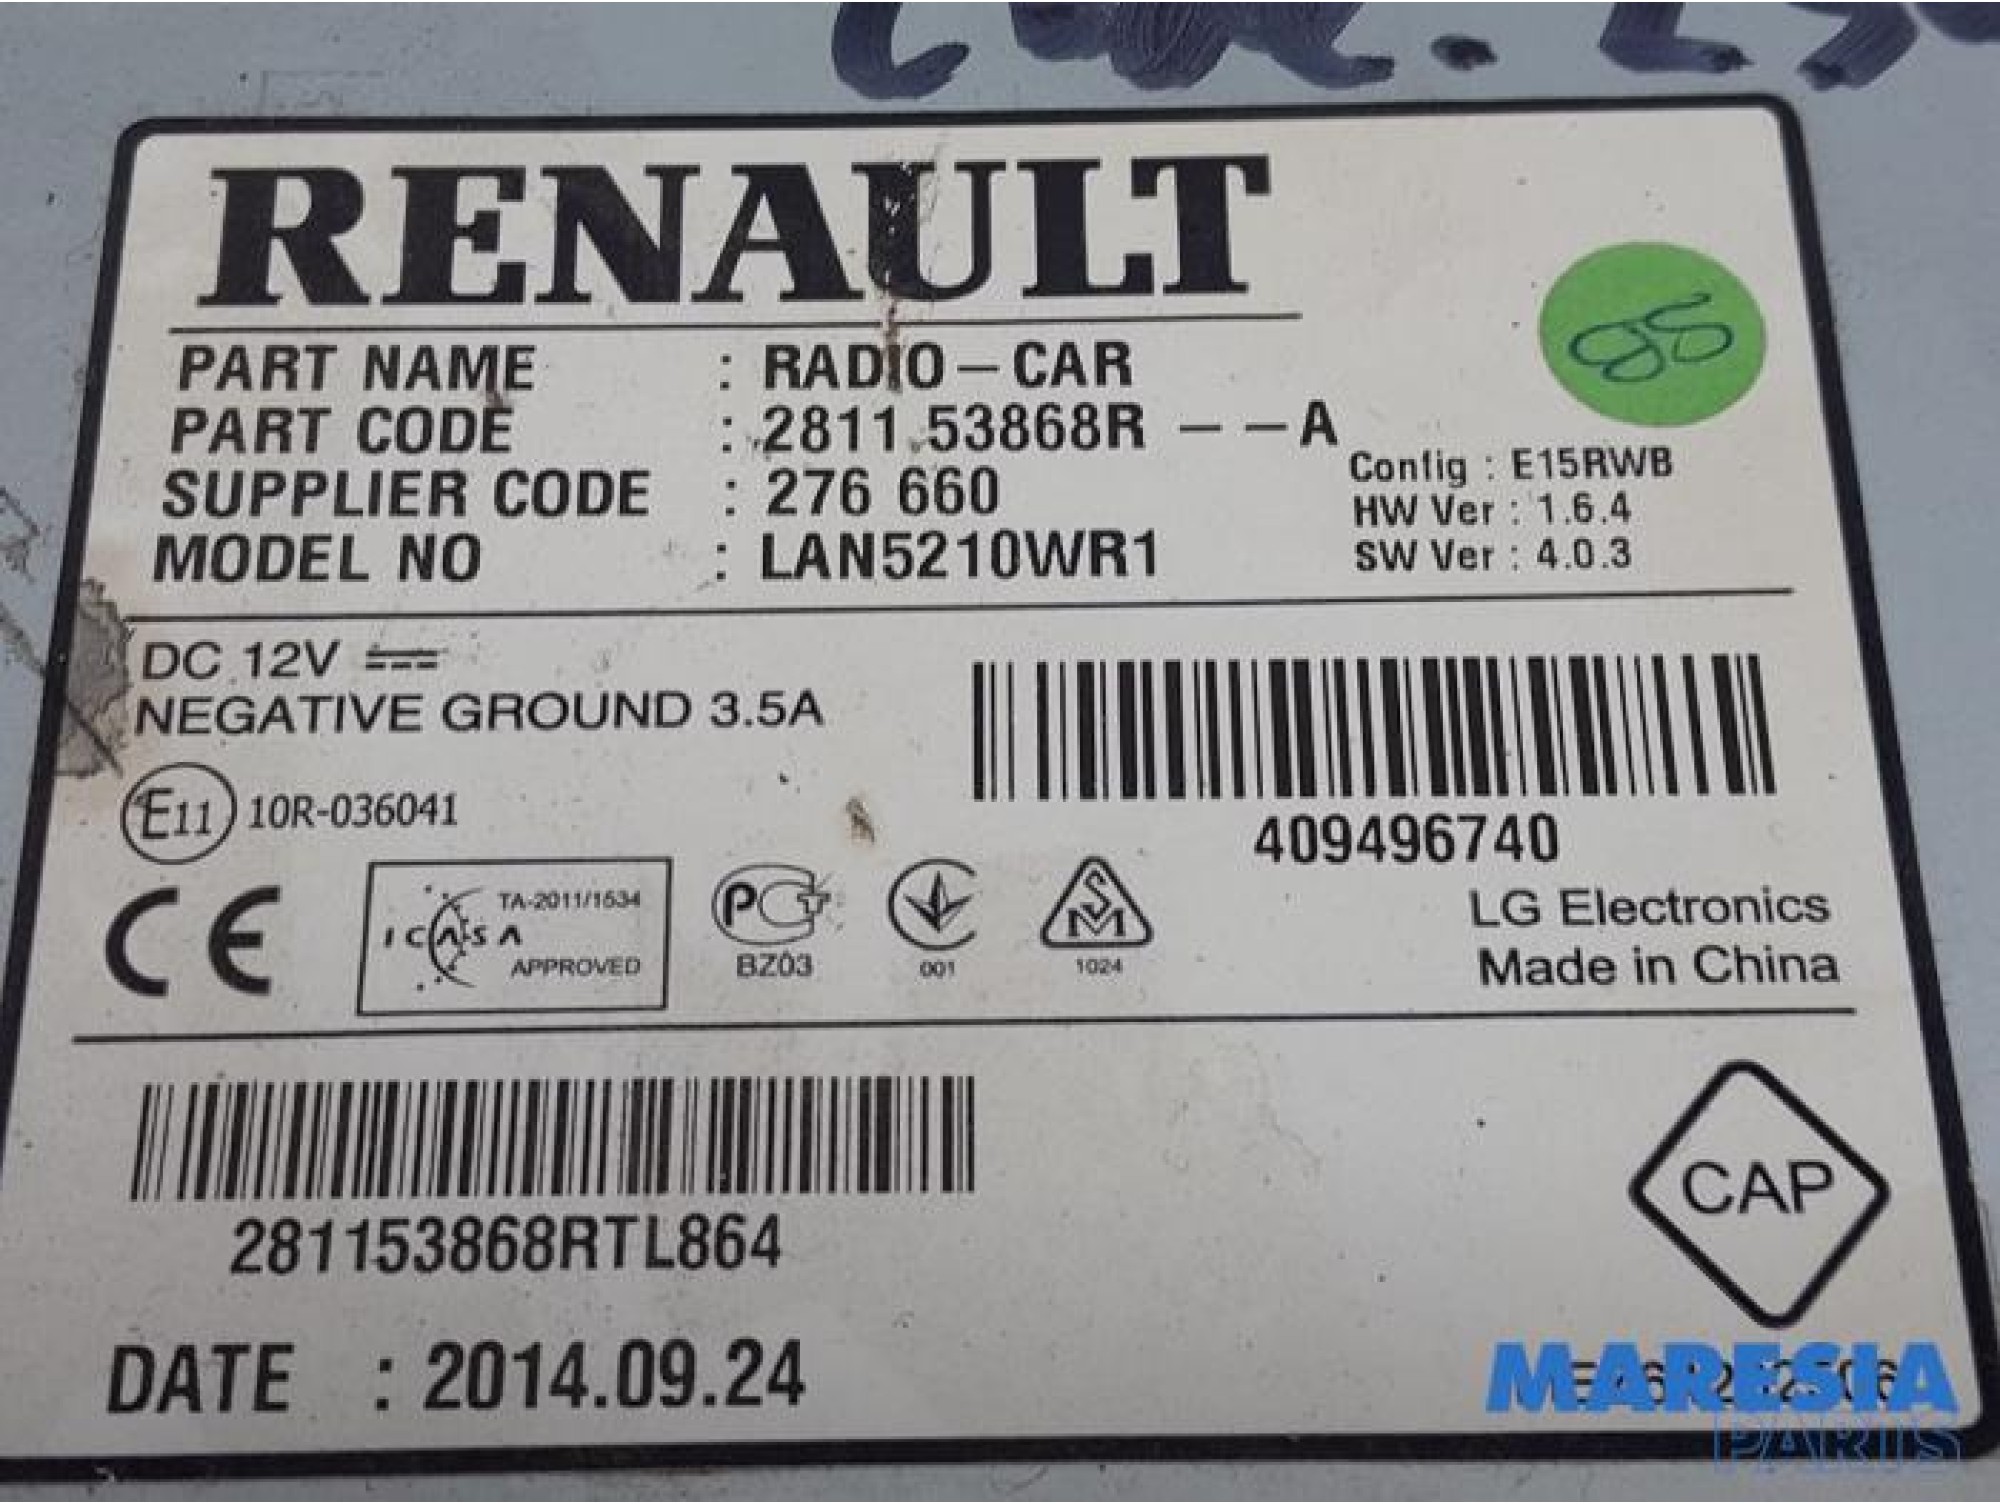 RENAULT
PART NAME : RADIO-CAR
PART CODE : 2811 53868R --A
SUPPLIER CODE : 276 660
MODEL NO : LAN5210WR1
Config : E15RWB
HW Ver : 1.6.4
SW Ver : 4.0.3
DC 12V
NEGATIVE GROUND 3.5A
E11 10R-036041
409496740
CE
ICASA TA-2011/1534
APPROVED
PCT
BZ03
001
SM
1024
LG Electronics
Made in China
281153868RTL864
CAP
DATE : 2014.09.24
MARESIA
PARTS